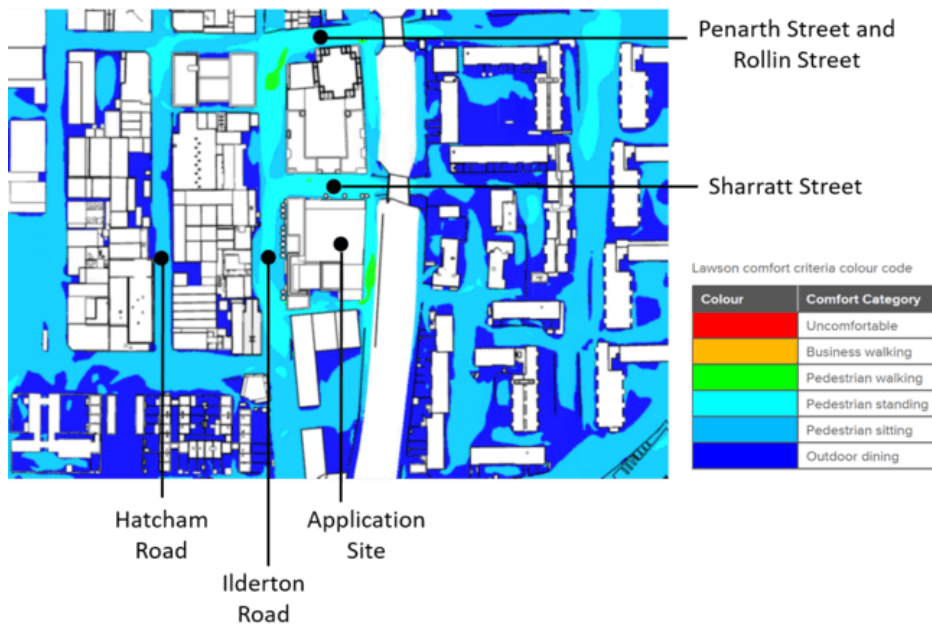 Penarth Street and
Rollin Street
Sharratt Street
Lawson comfort criteria colour code
Colour Comfort Category
Uncomfortable
Business walking
Pedestrian walking
Pedestrian standing
Pedestrian sitting
Outdoor dining
Hatcham
Road
Application
Site
Ilderton
Road